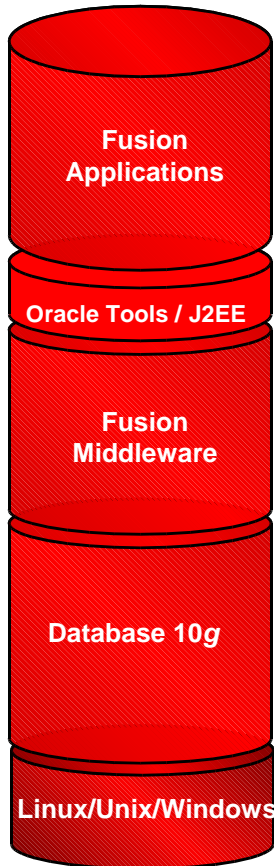 Fusion
Applications
Oracle Tools / J2EE
Fusion
Middleware
Database 10g
Linux/Unix/Windows